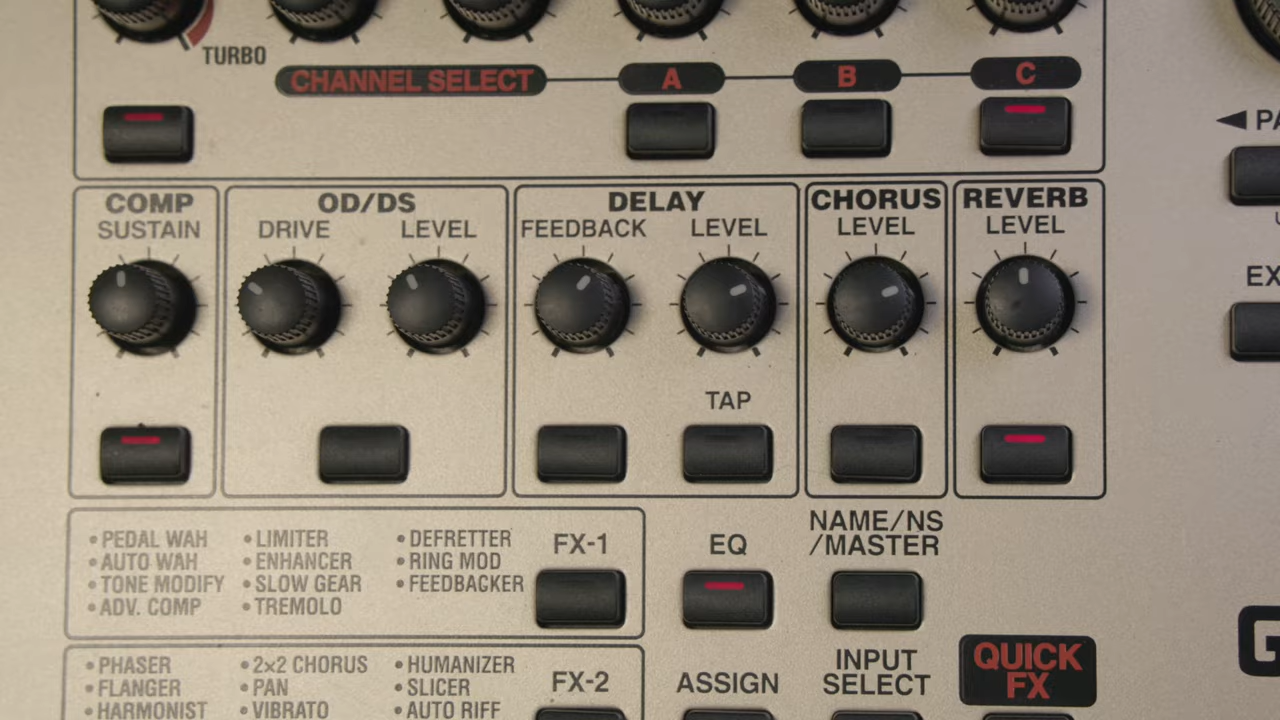 TURBO
CHANNEL SELECT
A
B
C
COMP
SUSTAIN
OD/DS
DRIVE
LEVEL
DELAY
FEEDBACK
LEVEL
CHORUS
LEVEL
REVERB
LEVEL
TAP
• PEDAL WAH
• AUTO WAH
• TONE MODIFY
• ADV. COMP
• LIMITER
• ENHANCER
• SLOW GEAR
• TREMOLO
• DEFRETTER
• RING MOD
• FEEDBACKER
FX-1
EQ
NAME/NS
/MASTER
• PHASER
• FLANGER
• HARMONIST
• 2x2 CHORUS
• PAN
• VIBRATO
• HUMANIZER
• SLICER
• AUTO RIFF
FX-2
ASSIGN
INPUT
SELECT
QUICK
FX